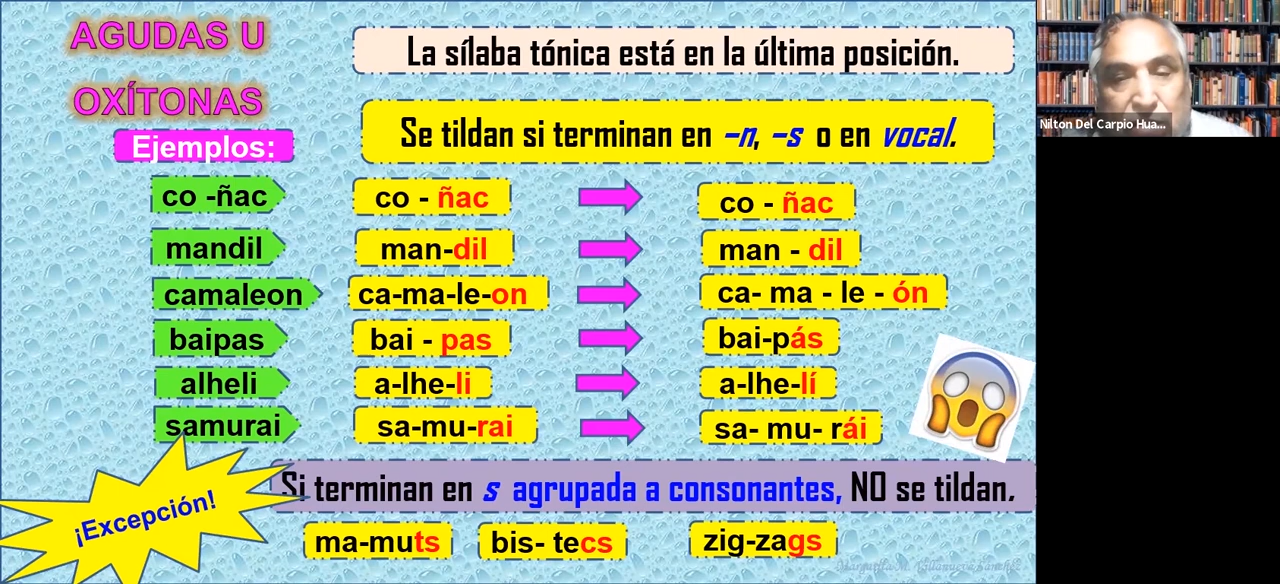 AGUDAS U
OXÍTONAS
La sílaba tónica está en la última posición.
Se tildan si terminan en –n, –s o en vocal.
Ejemplos:
co -ñac
co - ñac
co - ñac
mandil
man-dil
man - dil
camaleon
ca-ma-le-on
ca- ma - le - ón
baipas
bai - pas
bai-pás
alheli
a-lhe-li
a-lhe-lí
samurai
sa-mu-rai
sa- mu- rái
¡Excepción!
Si terminan en s agrupada a consonantes, NO se tildan.
ma-muts
bis- tecs
zig-zags
Margarita M. Villanueva Sánchez
Nilton Del Carpio Hua...